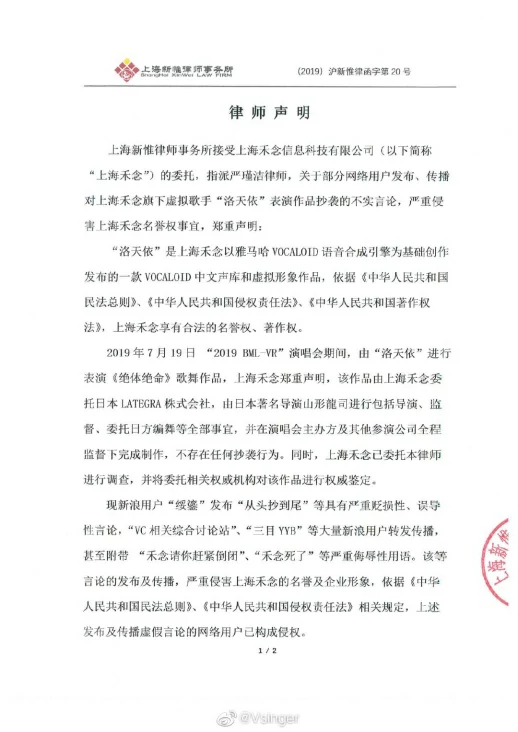 上海新惟律师事务所
ShangHai XinWei LAW FIRM
（2019）沪新惟律函字第 20 号
律 师 声 明
上海新惟律师事务所接受上海禾念信息科技有限公司（以下简称
“上海禾念”）的委托，指派严瑾洁律师，关于部分网络用户发布、传播
对上海禾念旗下虚拟歌手“洛天依”表演作品抄袭的不实言论，严重侵
害上海禾念名誉权事宜，郑重声明：
“洛天依”是上海禾念以雅马哈 VOCALOID 语音合成引擎为基础创作
发布的一款 VOCALOID 中文声库和虚拟形象作品，依据《中华人民共和国
民法总则》、《中华人民共和国侵权责任法》、《中华人民共和国著作权
法》，上海禾念享有合法的名誉权、著作权。
2019 年 7 月 19 日 “2019 BML-VR”演唱会期间，由“洛天依”进行
表演《绝体绝命》歌舞作品，上海禾念郑重声明，该作品由上海禾念委
托日本 LATEGRA 株式会社，由日本著名导演山形龍司进行包括导演、监
督、委托日方编舞等全部事宜，并在演唱会主办方及其他参演公司全程
监督下完成制作，不存在任何抄袭行为。同时，上海禾念已委托本律师
进行调查，并将委托相关权威机构对该作品进行权威鉴定。
现新浪用户“绥鎏”发布“从头抄到尾”等具有严重贬损性、误导
性言论，“VC 相关综合讨论站”、“三目 YYB”等大量新浪用户转发传播，
甚至附带 “禾念请你赶紧倒闭”、“禾念死了”等严重侮辱性用语。该等
言论的发布及传播，严重侵害上海禾念的名誉及企业形象，依据《中华
人民共和国民法总则》、《中华人民共和国侵权责任法》相关规定，上述
发布及传播虚假言论的网络用户已构成侵权。
1 / 2
上海新惟
@Vsinger